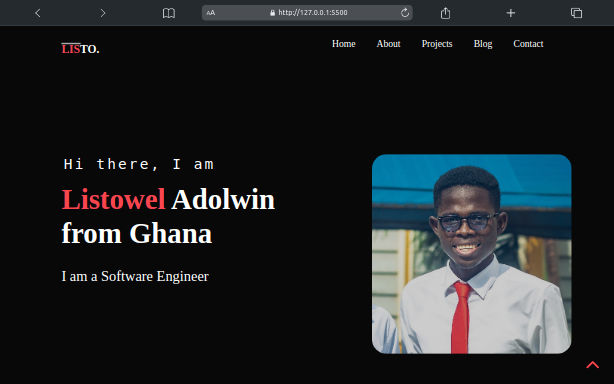 AA http://127.0.0.1:5500
LISTO.
Home About Projects Blog Contact
Hi there, I am
Listowel Adolwin
from Ghana
I am a Software Engineer